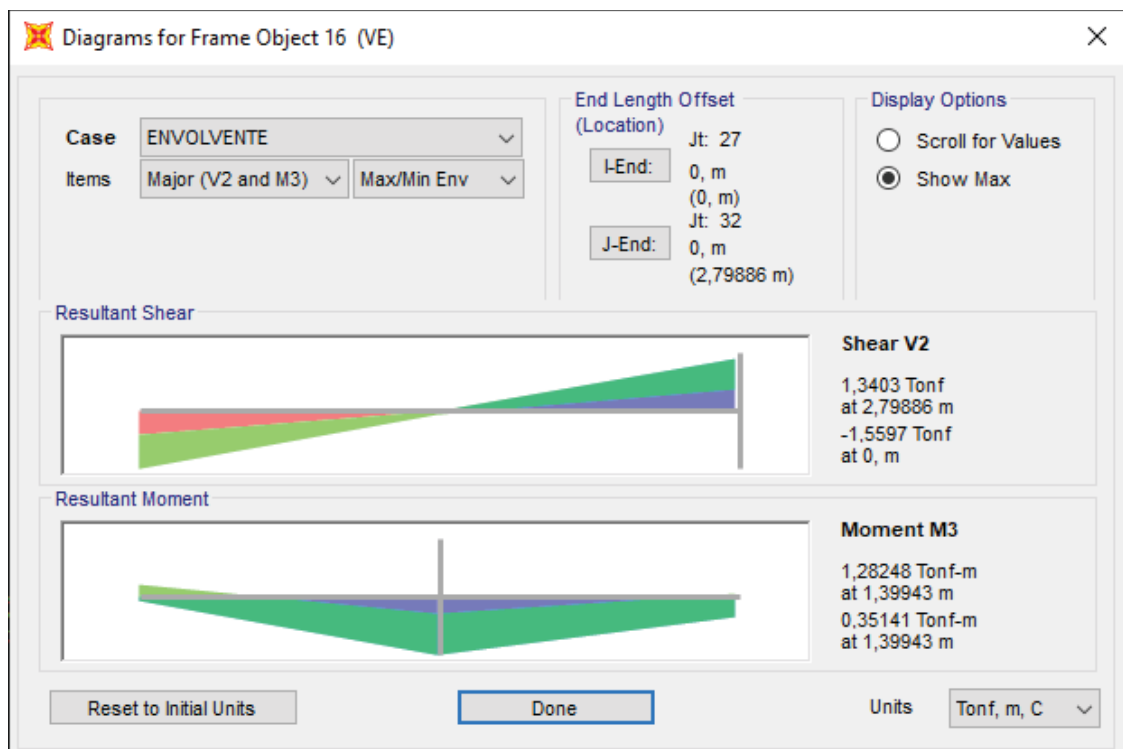 Diagrams for Frame Object 16 (VE)
Case ENVOLVENTE
Items Major (V2 and M3) Max/Min Env
End Length Offset
(Location)
Jt: 27
I-End: 0, m
(0, m)
Jt: 32
J-End: 0, m
(2,79886 m)
Display Options
Scroll for Values
Show Max
Resultant Shear
Shear V2
1,3403 Tonf
at 2,79886 m
-1,5597 Tonf
at 0, m
Resultant Moment
Moment M3
1,28248 Tonf-m
at 1,39943 m
0,35141 Tonf-m
at 1,39943 m
Reset to Initial Units
Done
Units Tonf, m, C